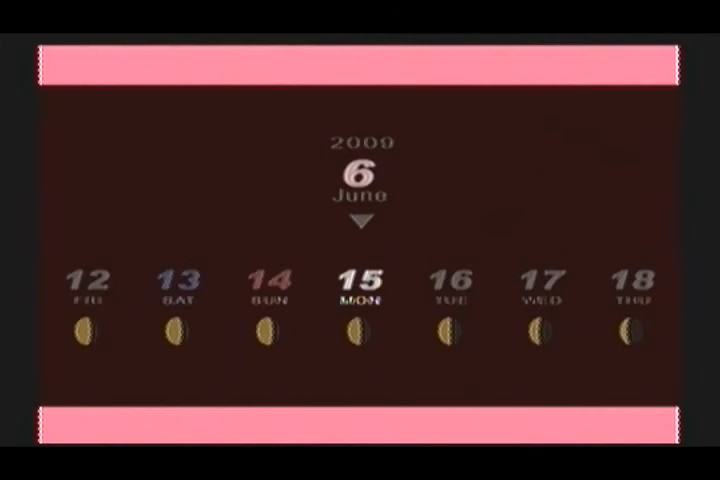 2009
6
June
12 13 14 15 16 17 18
FRI SAT SUN MON TUE WED THU